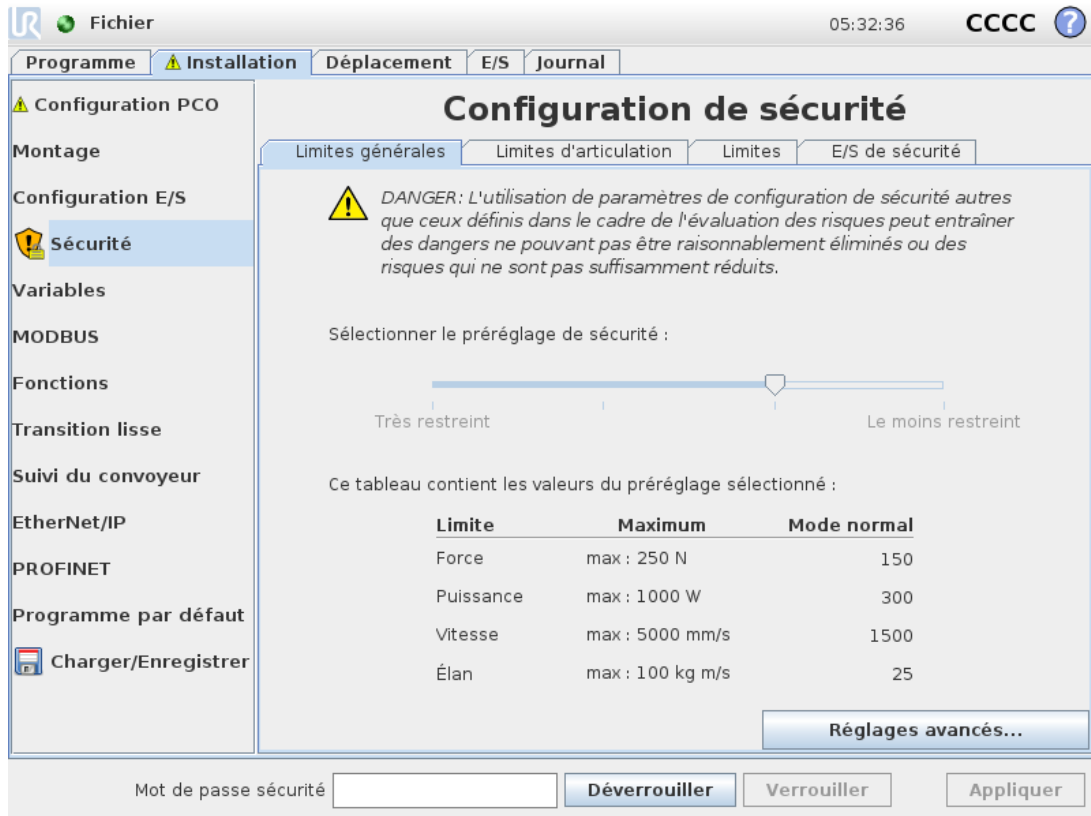 UR Fichier 05:32:36 CCCC ?
Programme Installation Déplacement E/S Journal
Configuration PCO
Montage
Configuration E/S
Sécurité
Variables
MODBUS
Fonctions
Transition lisse
Suivi du convoyeur
EtherNet/IP
PROFINET
Programme par défaut
Charger/Enregistrer
Configuration de sécurité
Limites générales Limites d'articulation Limites E/S de sécurité
DANGER: L'utilisation de paramètres de configuration de sécurité autres
que ceux définis dans le cadre de l'évaluation des risques peut entraîner
des dangers ne pouvant pas être raisonnablement éliminés ou des
risques qui ne sont pas suffisamment réduits.
Sélectionner le préréglage de sécurité :
Très restreint Le moins restreint
Ce tableau contient les valeurs du préréglage sélectionné :
Limite Maximum Mode normal
Force max : 250 N 150
Puissance max : 1000 W 300
Vitesse max : 5000 mm/s 1500
Élan max : 100 kg m/s 25
Réglages avancés...
Mot de passe sécurité Déverrouiller Verrouiller Appliquer